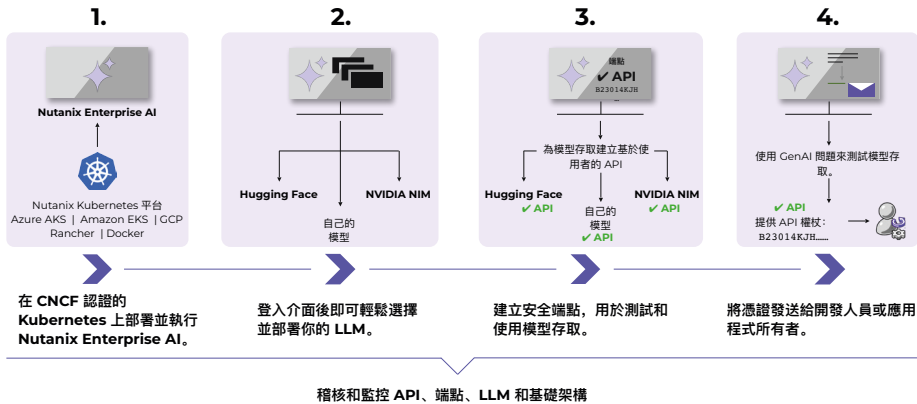 1.
Nutanix Enterprise AI
Nutanix Kubernetes 平台
Azure AKS | Amazon EKS | GCP
Rancher | Docker
在 CNCF 認證的
Kubernetes 上部署並執行
Nutanix Enterprise AI。
2.
Hugging Face
NVIDIA NIM
自己的
模型
登入介面後即可輕鬆選擇
並部署你的 LLM。
3.
端點
✔ API
B23014KJH
為模型存取建立基於使
用者的 API
Hugging Face
✔ API
自己的
模型
✔ API
NVIDIA NIM
✔ API
建立安全端點，用於測試和
使用模型存取。
4.
使用 GenAI 問題來測試模型存
取。
✔ API
提供 API 權杖：
B23014KJH……
將憑證發送給開發人員或應用
程式所有者。
稽核和監控 API、端點、LLM 和基礎架構